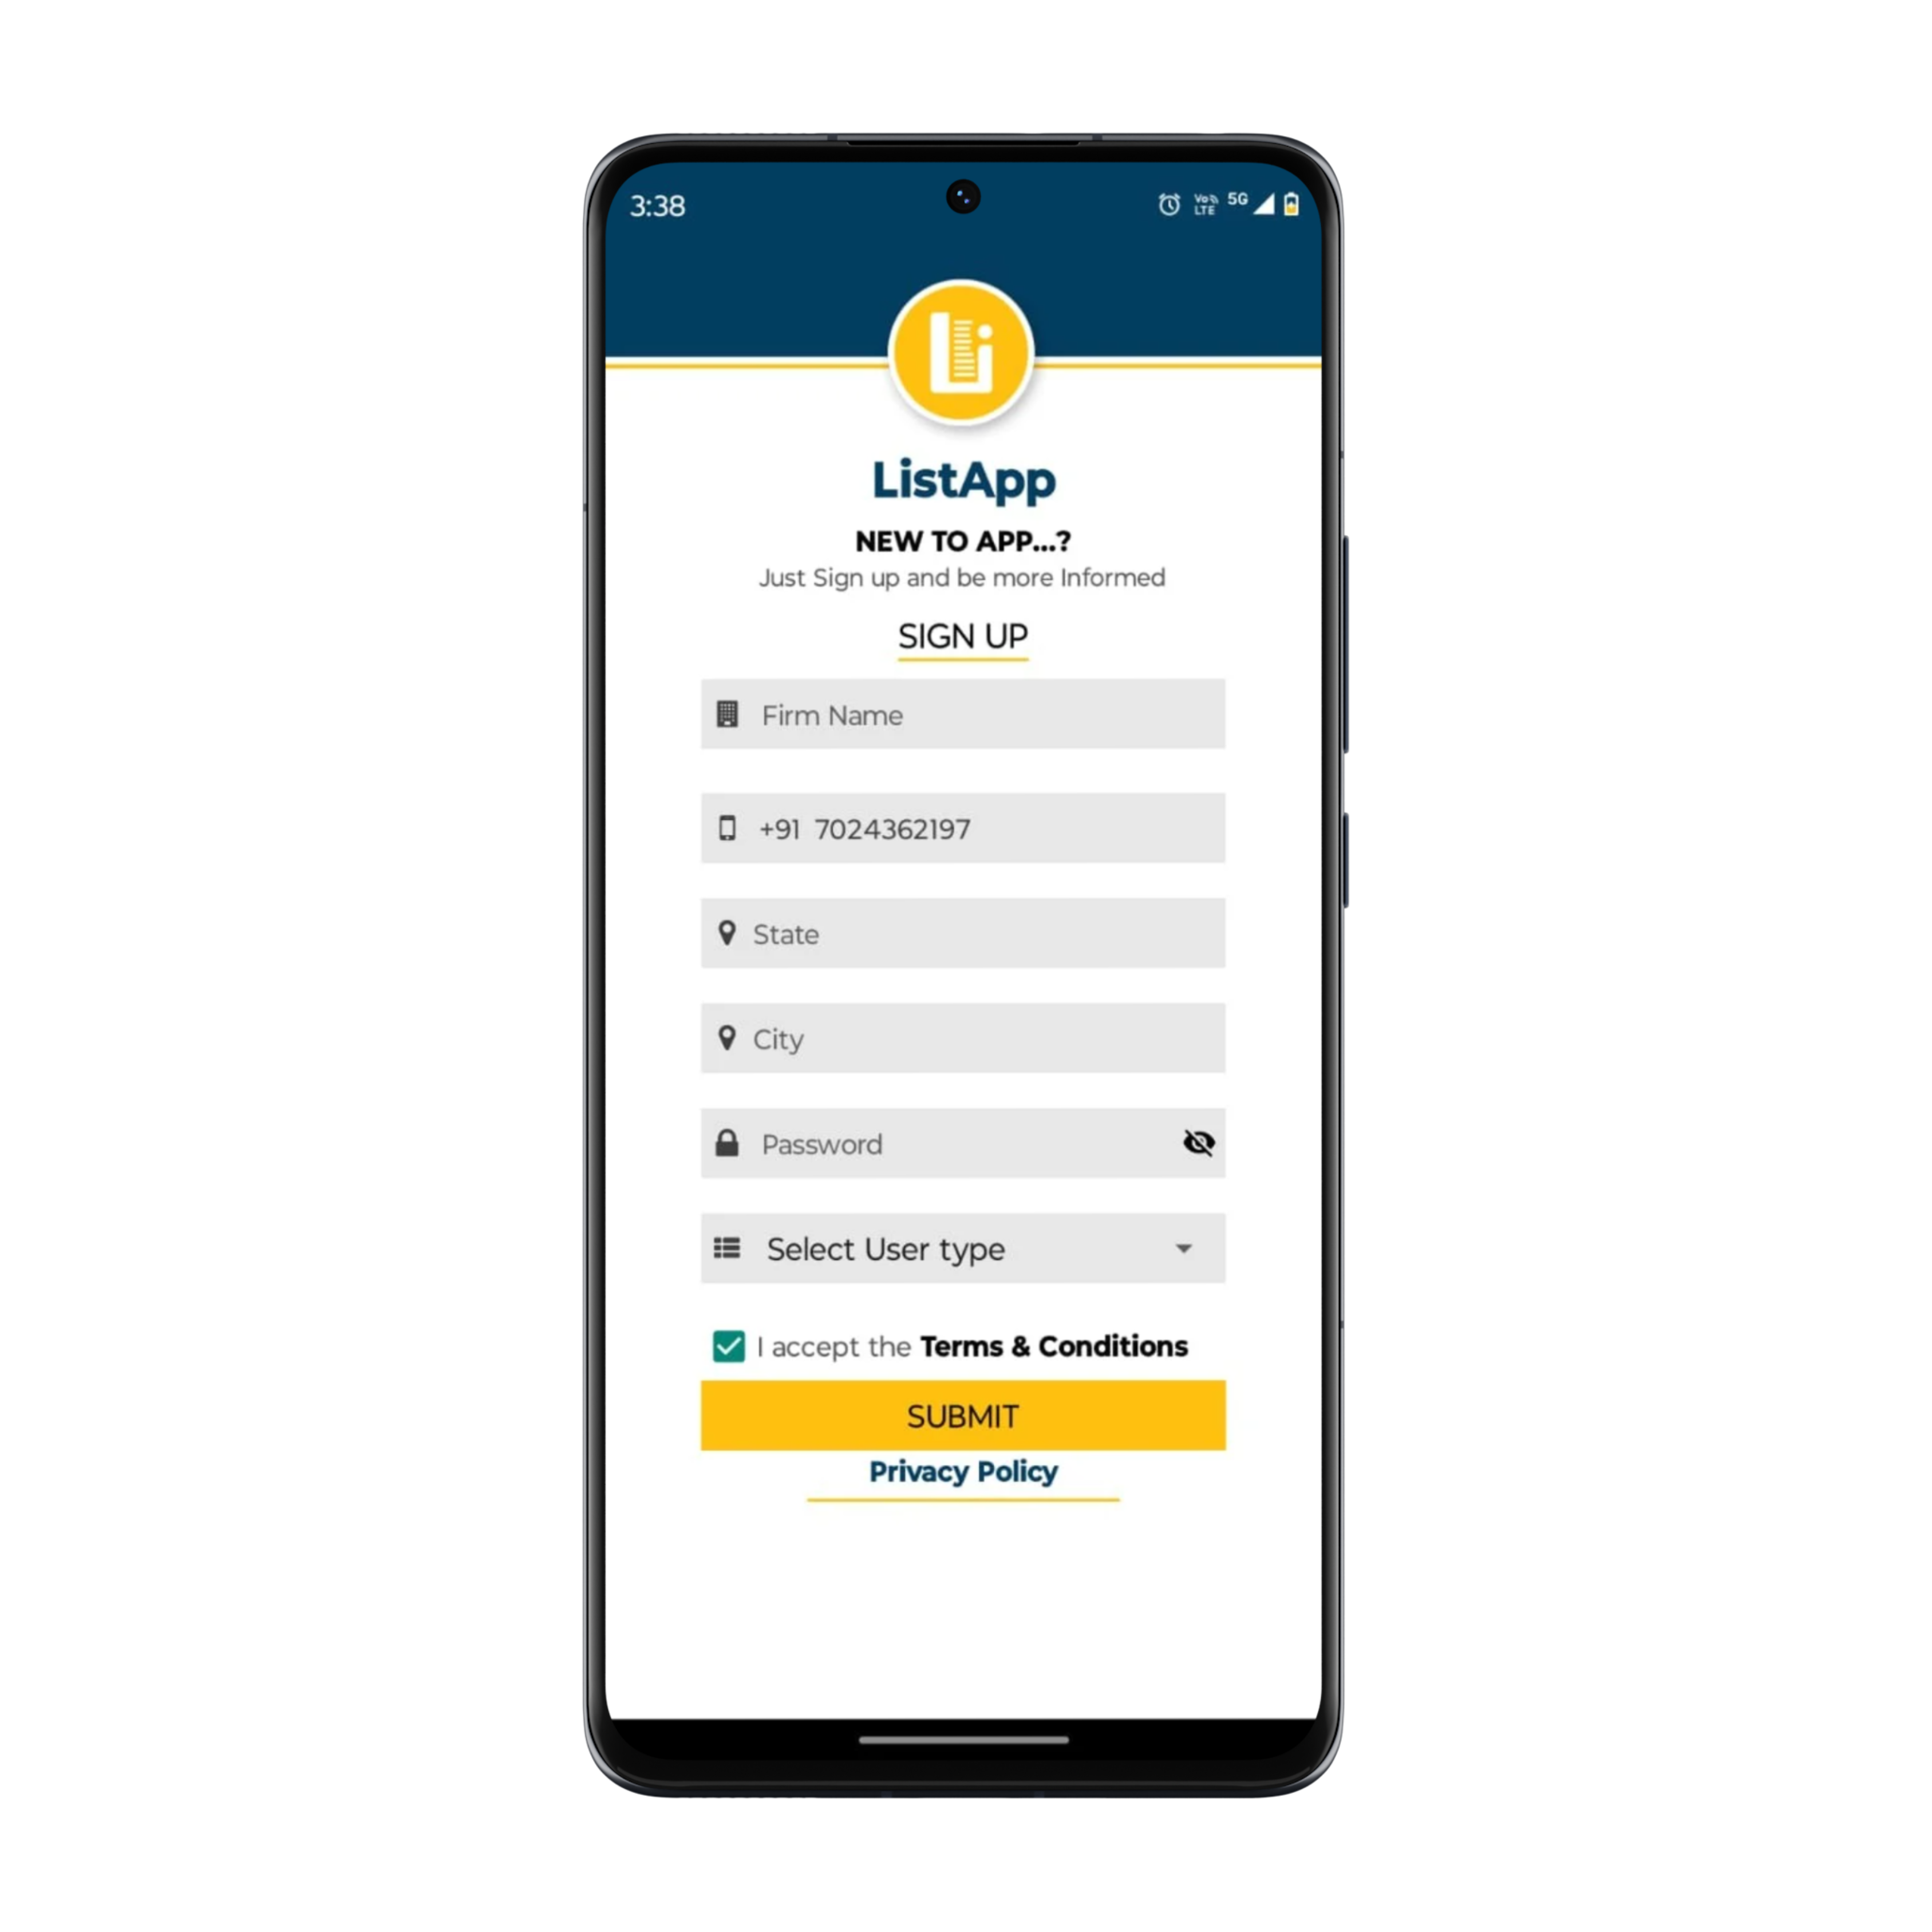 3:38
Vo LTE 5G
Li
ListApp
NEW TO APP...?
Just Sign up and be more Informed
SIGN UP
Firm Name
+91 7024362197
State
City
Password
Select User type
I accept the Terms & Conditions
SUBMIT
Privacy Policy